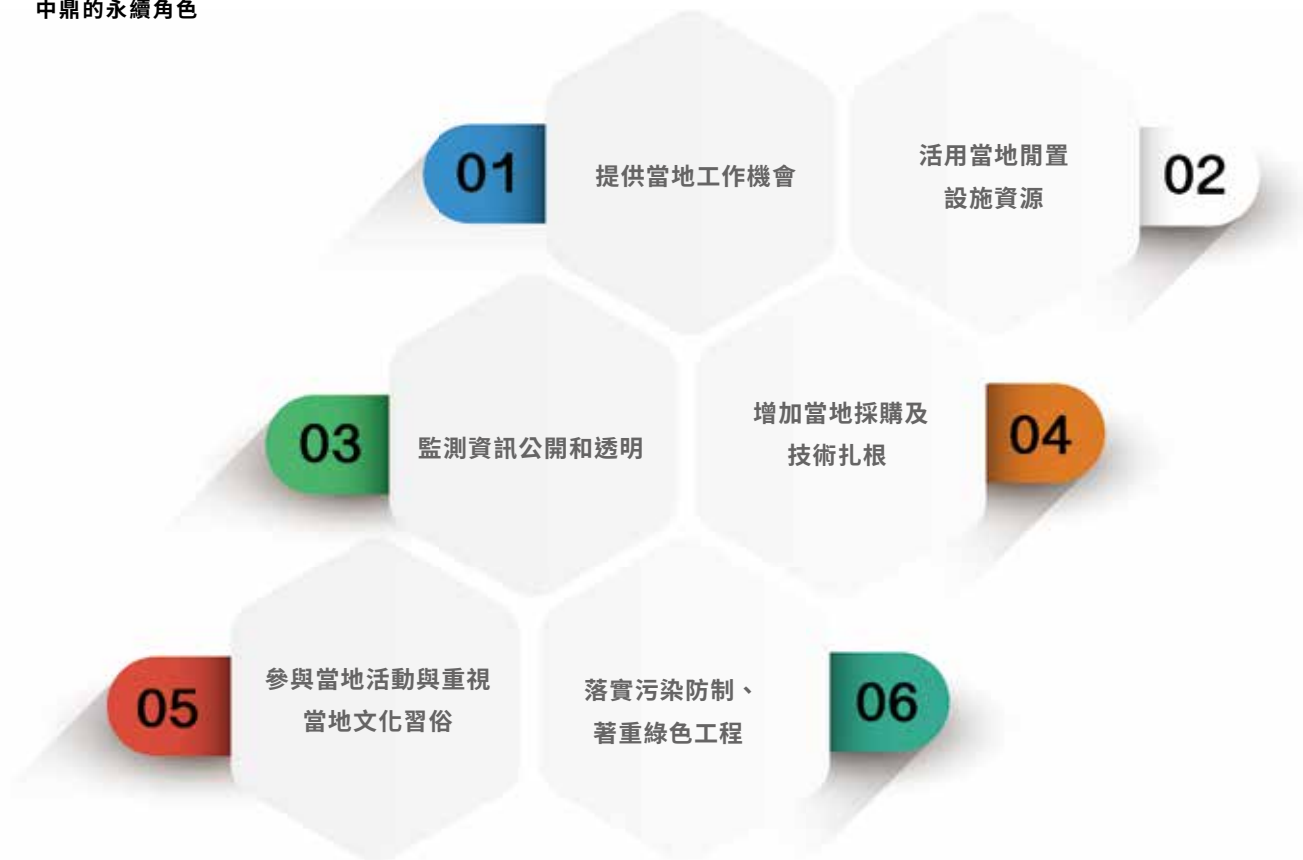 中鼎的永續角色
01
提供當地工作機會
活用當地閒置
設施資源
02
03
監測資訊公開和透明
增加當地採購及
技術扎根
04
05
參與當地活動與重視
當地文化習俗
落實污染防制、
著重綠色工程
06